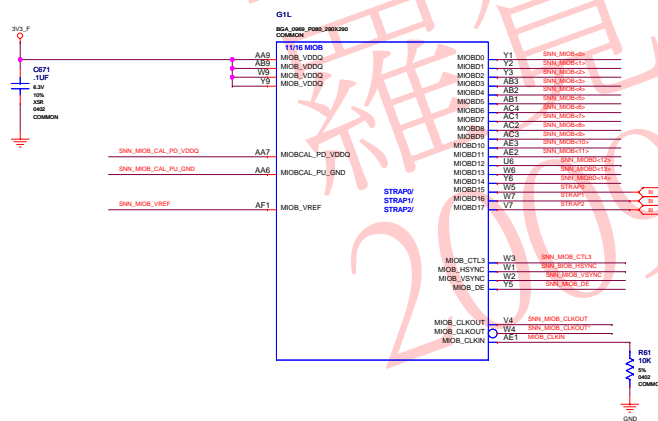 G1L
BGA_0969_P080_290X290
COMMON
11/16 MIOB
3V3_F
C671
.1UF
6.3V
10%
X5R
0402
COMMON
AA9 MIOB_VDDQ
AB9 MIOB_VDDQ
W9 MIOB_VDDQ
Y9 MIOB_VDDQ
SNN_MIOB_CAL_PD_VDDQ AA7 MIOBCAL_PD_VDDQ
SNN_MIOB_CAL_PU_GND AA6 MIOBCAL_PU_GND
SNN_MIOB_VREF AF1 MIOB_VREF
MIOBD0 Y1 SNN_MIOB<0>
MIOBD1 Y2 SNN_MIOB<1>
MIOBD2 Y3 SNN_MIOB<2>
MIOBD3 AB3 SNN_MIOB<3>
MIOBD4 AB2 SNN_MIOB<4>
MIOBD5 AB1 SNN_MIOB<5>
MIOBD6 AC4 SNN_MIOB<6>
MIOBD7 AC1 SNN_MIOB<7>
MIOBD8 AC2 SNN_MIOB<8>
MIOBD9 AC3 SNN_MIOB<9>
MIOBD10 AE3 SNN_MIOB<10>
MIOBD11 AE2 SNN_MIOB<11>
MIOBD12 U6 SNN_MIOBD<12>
MIOBD13 W6 SNN_MIOBD<13>
MIOBD14 Y6 SNN_MIOBD<14>
STRAP0/ MIOBD15 W5 STRAP0 BI
STRAP1/ MIOBD16 W7 STRAP1 BI
STRAP2/ MIOBD17 V7 STRAP2 BI
MIOB_CTL3 W3 SNN_MIOB_CTL3
MIOB_HSYNC W1 SNN_BIOB_HSYNC
MIOB_VSYNC W2 SNN_MIOB_VSYNC
MIOB_DE Y5 SNN_MIOB_DE
MIOB_CLKOUT V4 SNN_MIOB_CLKOUT
MIOB_CLKOUT W4 SNN_MIOB_CLKOUT*
MIOB_CLKIN AE1 MIOB_CLKIN
R61
10K
5%
0402
COMMO
GND